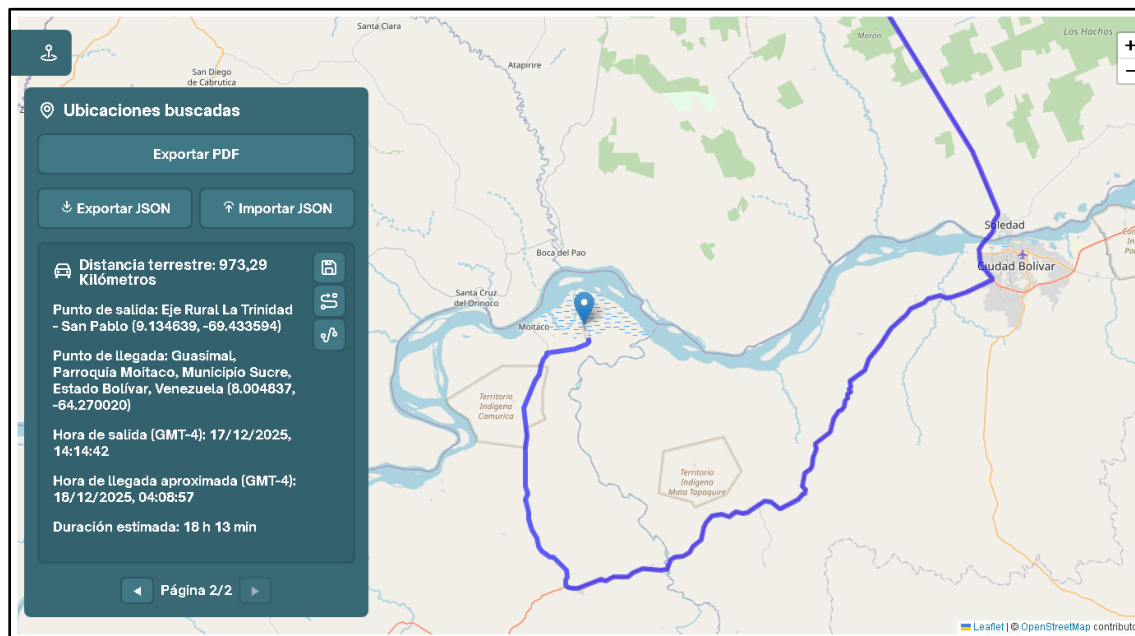 Santa Clara
Morón
Los Hachos
Atapirire
San Diego
de Cabrutica
+
−
Ubicaciones buscadas
Exportar PDF
Exportar JSON
Importar JSON
Distancia terrestre: 973,29
Kilómetros
Punto de salida: Eje Rural La Trinidad
- San Pablo (9.134639, -69.433594)
Punto de llegada: Guasimal,
Parroquia Moitaco, Municipio Sucre,
Estado Bolívar, Venezuela (8.004837,
-64.270020)
Hora de salida (GMT-4): 17/12/2025,
14:14:42
Hora de llegada aproximada (GMT-4):
18/12/2025, 04:08:57
Duración estimada: 18 h 13 min
Página 2/2
Soledad
Ciudad Bolívar
Boca del Pao
Santa Cruz
del Orinoco
Moitaco
Territorio
Indígena
Camurica
Territorio
Indígena
Mata Tapaquire
Leaflet | © OpenStreetMap contributo